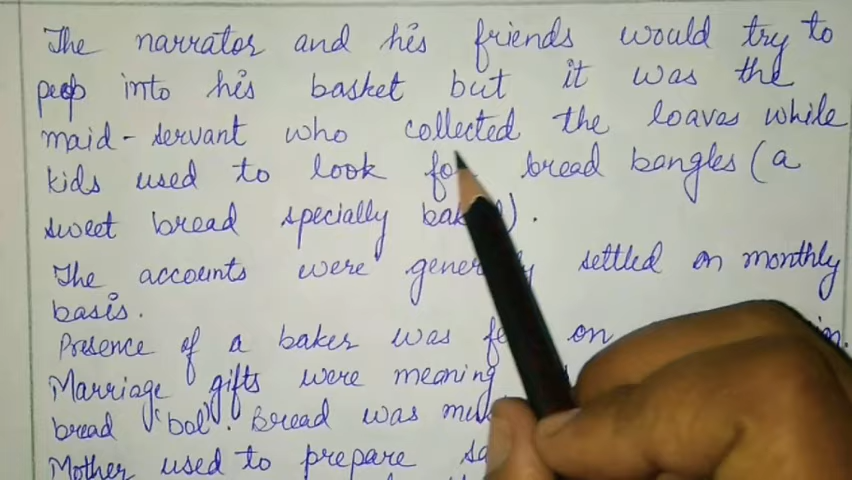 The narrator and his friends would try to
peep into his basket but it was the
maid-servant who collected the loaves while
kids used to look for bread bangles (a
sweet bread specially baked).
The accounts were generally settled on monthly
basis.
Presence of a baker was on
Marriage gifts were meaning
bread 'bol'. Bread was
Mother used to prepare